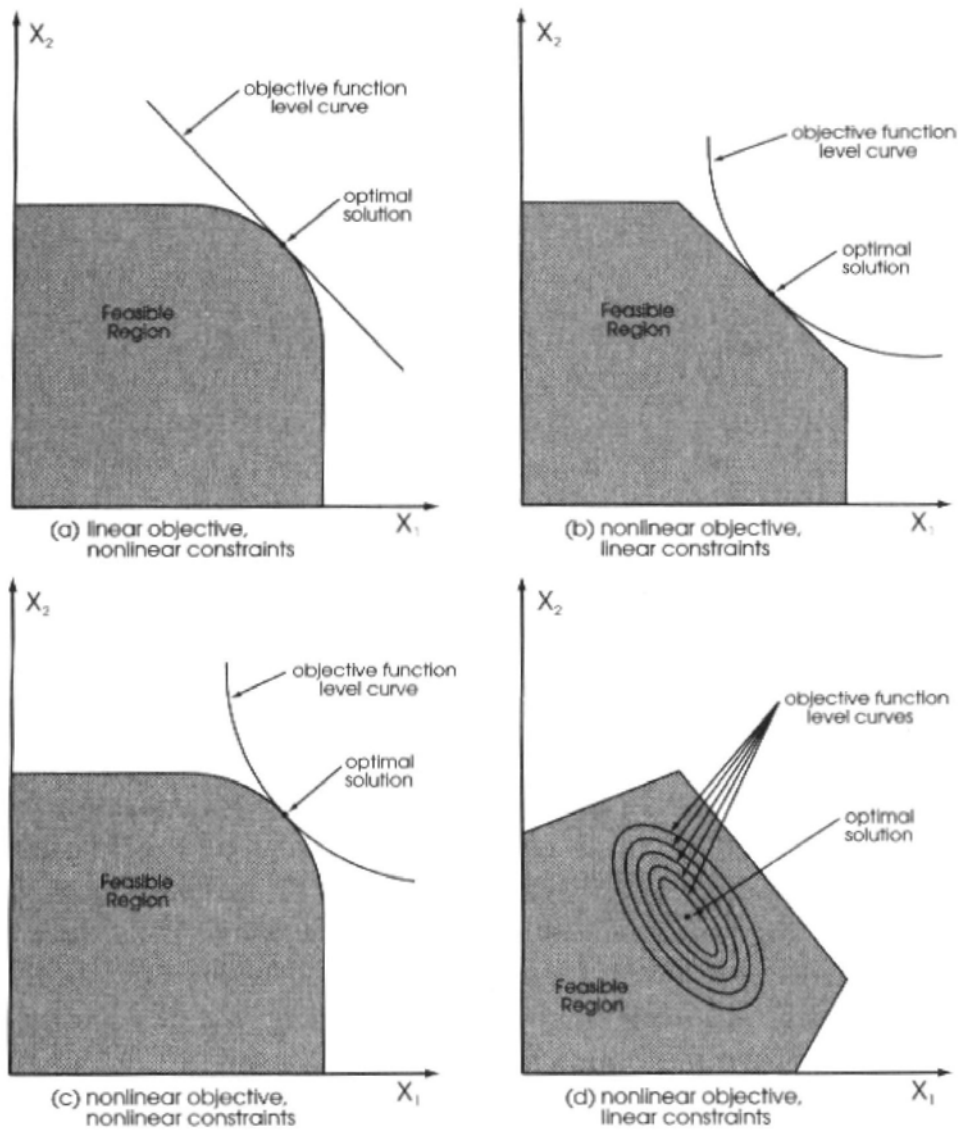 X₂
objective function
level curve
optimal
solution
Feasible
Region
X₁
(a) linear objective,
nonlinear constraints
X₂
objective function
level curve
optimal
solution
Feasible
Region
X₁
(b) nonlinear objective,
linear constraints
X₂
objective function
level curve
optimal
solution
Feasible
Region
X₁
(c) nonlinear objective,
nonlinear constraints
X₂
objective function
level curves
optimal
solution
Feasible
Region
X₁
(d) nonlinear objective,
linear constraints